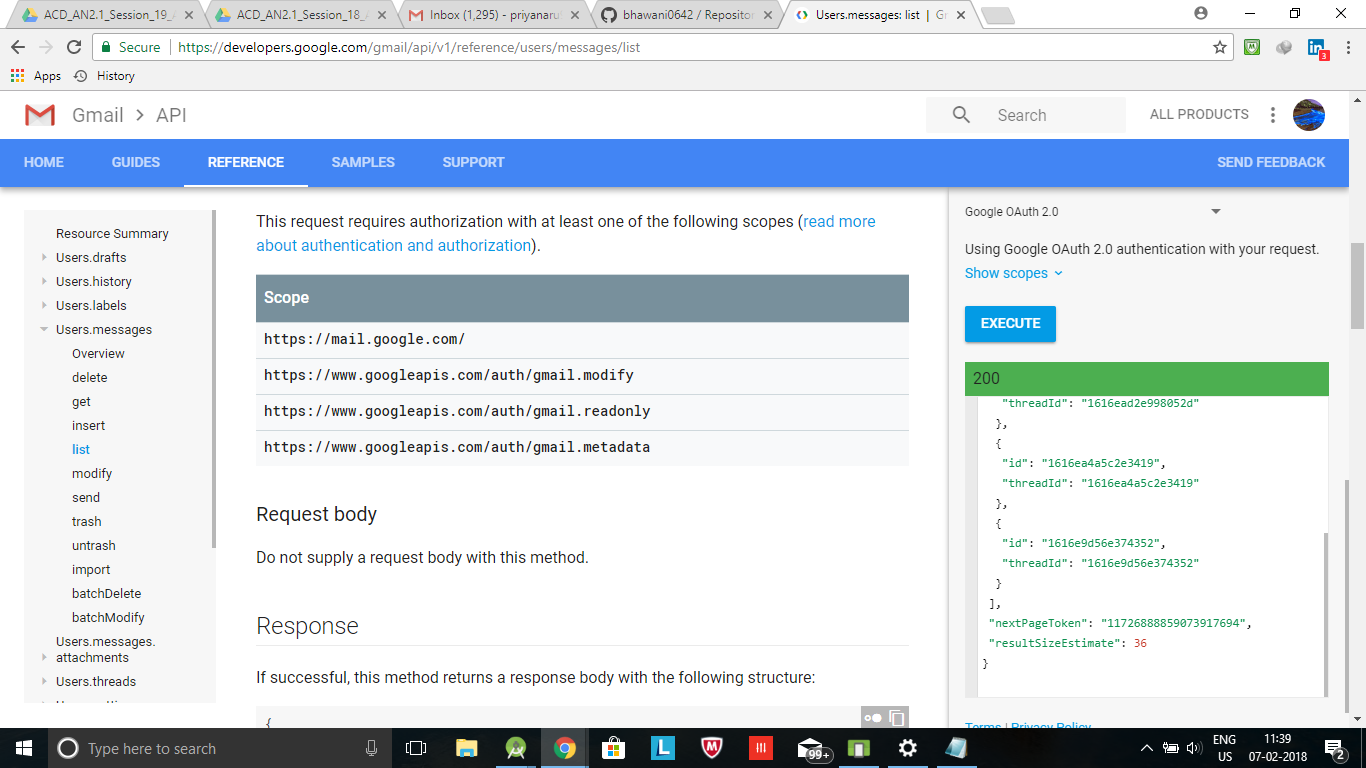 ACD_AN2.1_Session_19_A
ACD_AN2.1_Session_18_A
Inbox (1,295) - priyanaru
bhawani0642 / Repositor
Users.messages: list | G
Secure https://developers.google.com/gmail/api/v1/reference/users/messages/list
3
Apps History
Gmail > API
Search
ALL PRODUCTS
HOME GUIDES REFERENCE SAMPLES SUPPORT SEND FEEDBACK
Resource Summary
Users.drafts
Users.history
Users.labels
Users.messages
Overview
delete
get
insert
list
modify
send
trash
untrash
import
batchDelete
batchModify
Users.messages.
attachments
Users.threads
This request requires authorization with at least one of the following scopes (read more
about authentication and authorization).
Scope
https://mail.google.com/
https://www.googleapis.com/auth/gmail.modify
https://www.googleapis.com/auth/gmail.readonly
https://www.googleapis.com/auth/gmail.metadata
Request body
Do not supply a request body with this method.
Response
If successful, this method returns a response body with the following structure:
{
Google OAuth 2.0
Using Google OAuth 2.0 authentication with your request.
Show scopes
EXECUTE
200
"threadId": "1616ead2e998052d"
},
{
"id": "1616ea4a5c2e3419",
"threadId": "1616ea4a5c2e3419"
},
{
"id": "1616e9d56e374352",
"threadId": "1616e9d56e374352"
}
],
"nextPageToken": "11726888859073917694",
"resultSizeEstimate": 36
}
Terms | Privacy Policy
Type here to search
L
99+
ENG
US
11:39
07-02-2018
2